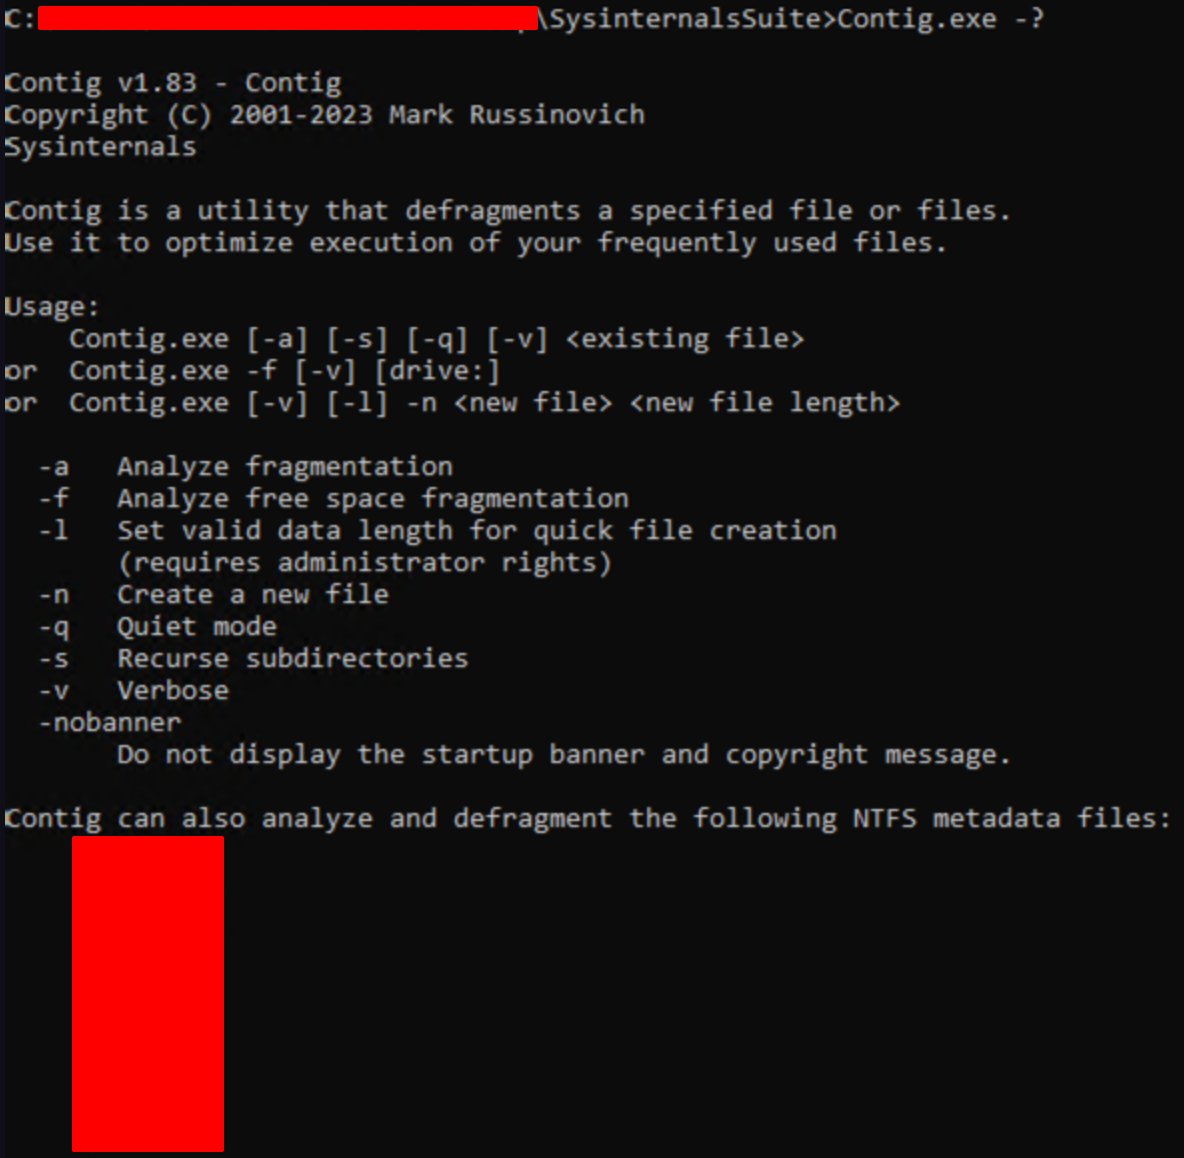 C:\SysinternalsSuite>Contig.exe -?
Contig v1.83 - Contig
Copyright (C) 2001-2023 Mark Russinovich
Sysinternals
Contig is a utility that defragments a specified file or files.
Use it to optimize execution of your frequently used files.
Usage:
Contig.exe [-a] [-s] [-q] [-v] <existing file>
or Contig.exe -f [-v] [drive:]
or Contig.exe [-v] [-l] -n <new file> <new file length>
-a Analyze fragmentation
-f Analyze free space fragmentation
-l Set valid data length for quick file creation
(requires administrator rights)
-n Create a new file
-q Quiet mode
-s Recurse subdirectories
-v Verbose
-nobanner
Do not display the startup banner and copyright message.
Contig can also analyze and defragment the following NTFS metadata files: